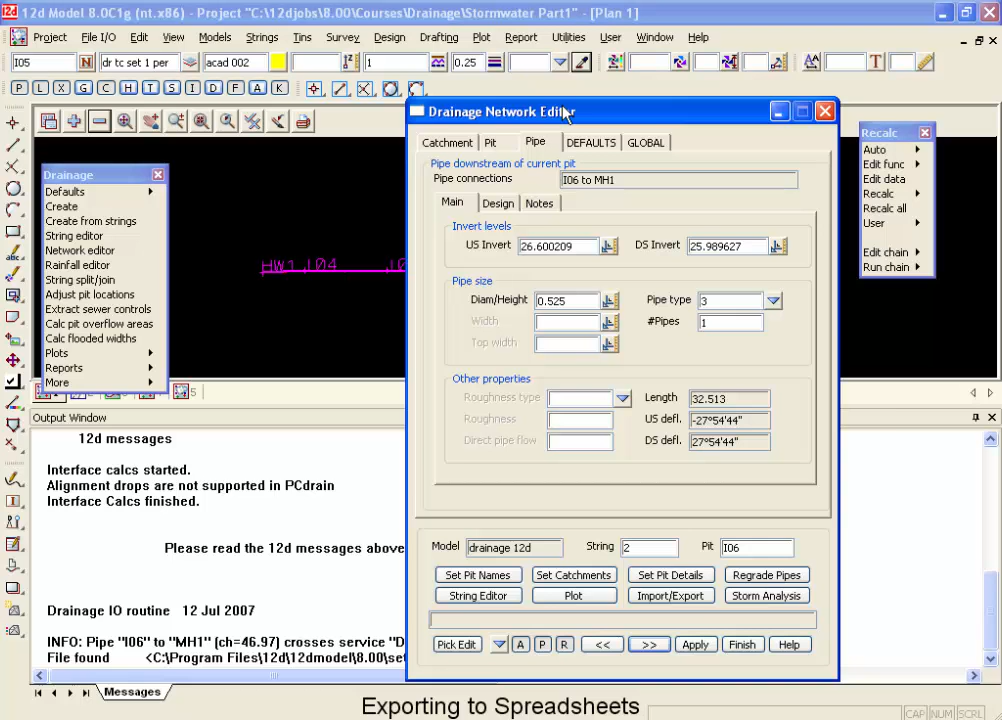 12d Model 8.0C1g (nt.x86) - Project "C:\12djobs\8.00\Courses\Drainage\Stormwater Part1" - [Plan 1]
Project File I/O Edit View Models Strings Tins Survey Design Drafting Plot Report Utilities User Window Help
I05 N dr tc set 1 per acad 002 1 0.25
P L X G C H T S I D F A K
Drainage Network Editor
Catchment Pit Pipe DEFAULTS GLOBAL
Pipe downstream of current pit
Pipe connections I06 to MH1
Main Design Notes
Invert levels
US Invert 26.600209 DS Invert 25.989627
Pipe size
Diam/Height 0.525 Pipe type 3
Width #Pipes 1
Top width
Other properties
Roughness type Length 32.513
Roughness US defl. -27°54'44"
Direct pipe flow DS defl. 27°54'44"
Model drainage 12d String 2 Pit I06
Set Pit Names Set Catchments Set Pit Details Regrade Pipes
String Editor Plot Import/Export Storm Analysis
Pick Edit A P R << >> Apply Finish Help
Drainage
Defaults
Create
Create from strings
String editor
Network editor
Rainfall editor
String split/join
Adjust pit locations
Extract sewer controls
Calc pit overflow areas
Calc flooded widths
Plots
Reports
More
HW1 I04
Recalc
Auto
Edit func
Edit data
Recalc
Recalc all
User
Edit chain
Run chain
5
Output Window
12d messages
Interface calcs started.
Alignment drops are not supported in PCdrain
Interface Calcs finished.
Please read the 12d messages above
Drainage IO routine 12 Jul 2007
INFO: Pipe "I06" to "MH1" (ch=46.97) crosses service "D
File found <C:\Program Files\12d\12dmodel\8.00\set
Messages
Exporting to Spreadsheets
CAP NUM SCRL